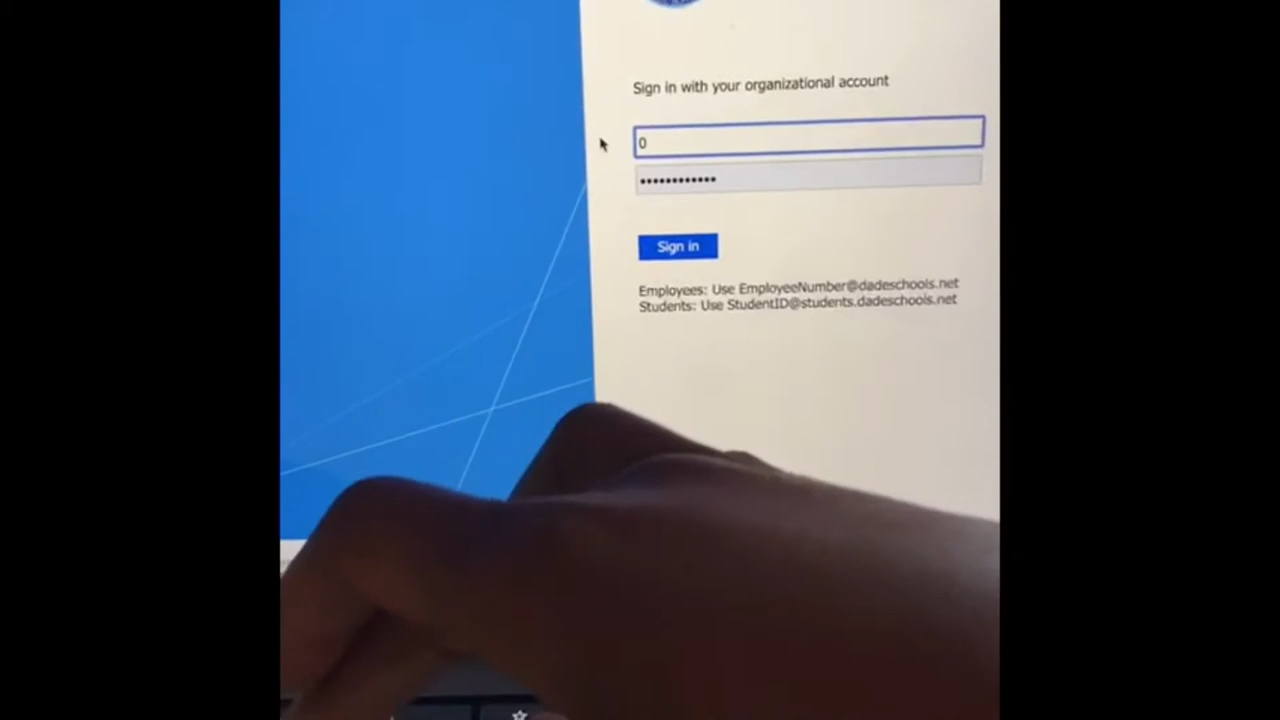 Sign in with your organizational account
0
••••••••••••
Sign in
Employees: Use EmployeeNumber@dadeschools.net
Students: Use StudentID@students.dadeschools.net